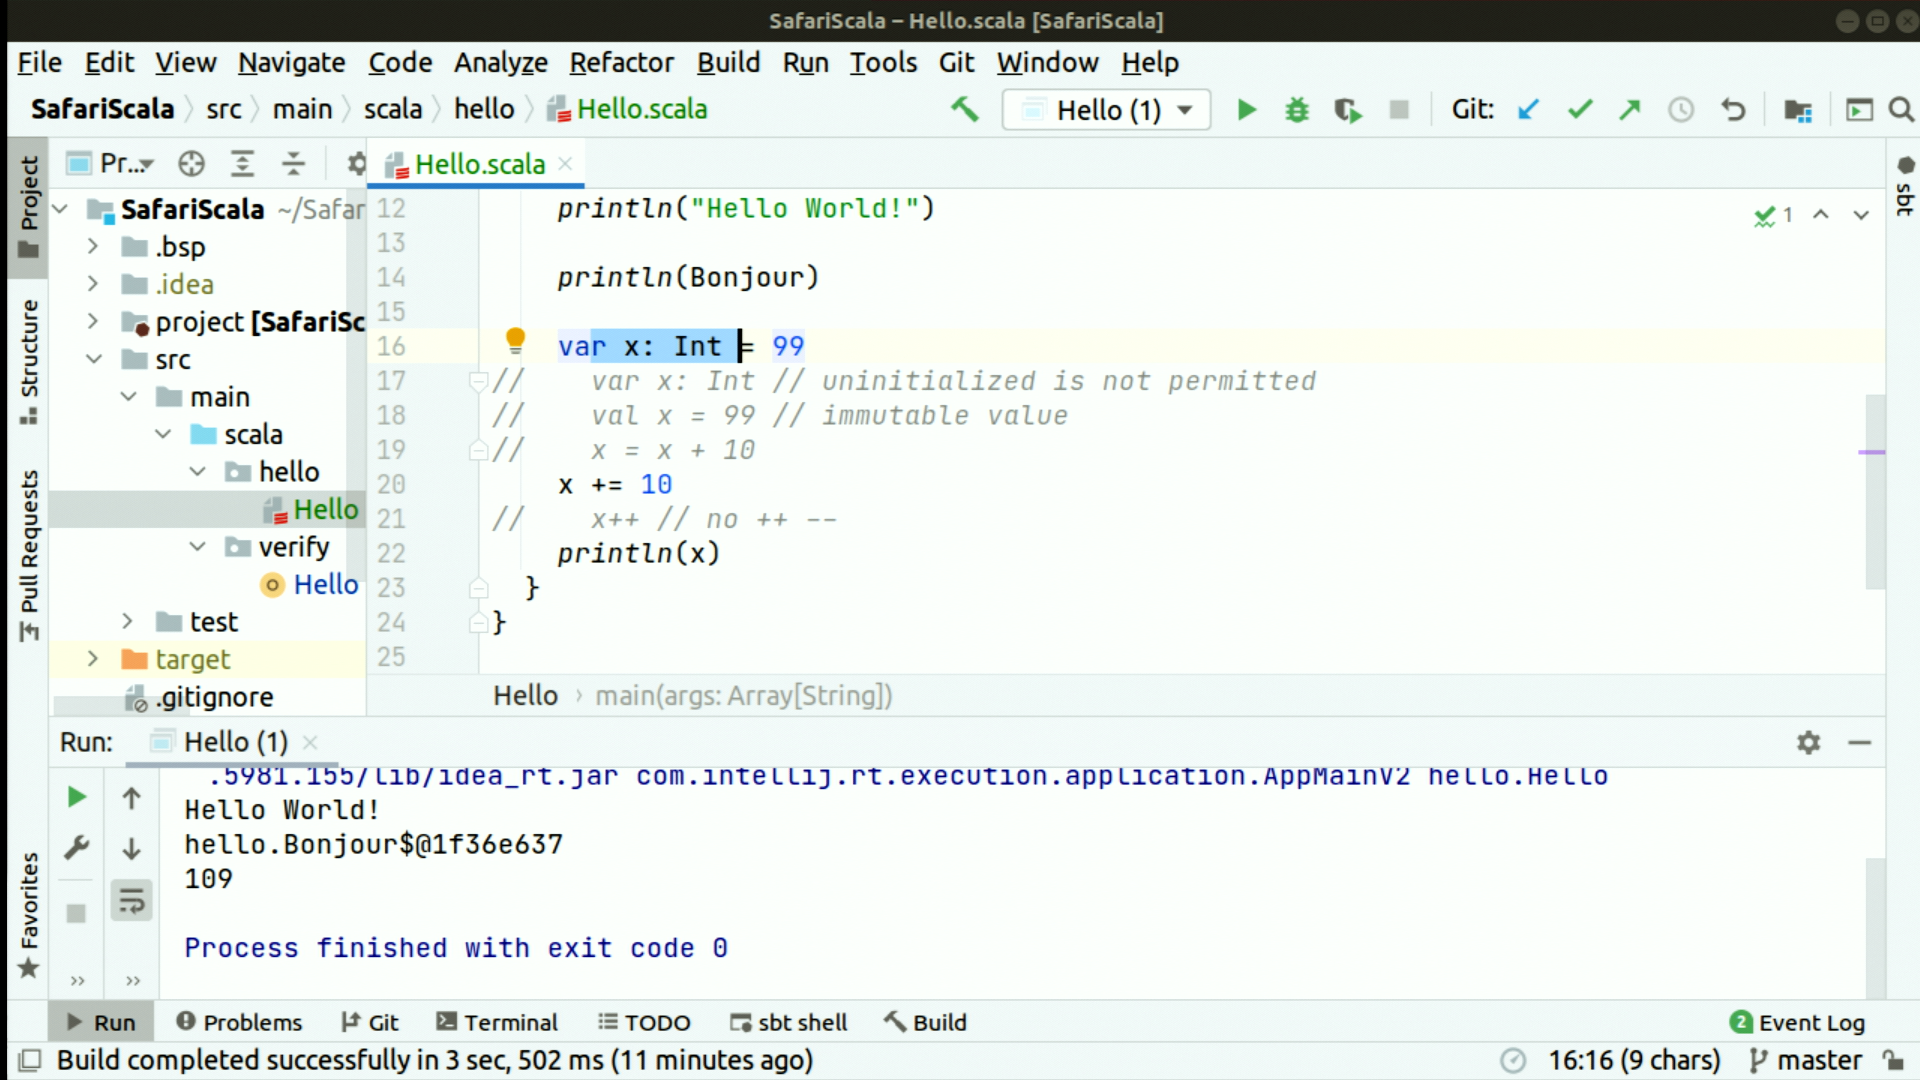 SafariScala – Hello.scala [SafariScala]
File Edit View Navigate Code Analyze Refactor Build Run Tools Git Window Help
SafariScala src main scala hello Hello.scala Hello (1) Git:
Project
Structure
Pull Requests
Favorites
Pr...
SafariScala ~/Safar
.bsp
.idea
project [SafariSc
src
main
scala
hello
Hello
verify
Hello
test
target
.gitignore
Hello.scala
1
12 println("Hello World!")
13
14 println(Bonjour)
15
16 var x: Int = 99
17 // var x: Int // uninitialized is not permitted
18 // val x = 99 // immutable value
19 // x = x + 10
20 x += 10
21 // x++ // no ++ --
22 println(x)
23 }
24 }
25
Hello › main(args: Array[String])
sbt
Run: Hello (1)
.5981.155/lib/idea_rt.jar com.intellij.rt.execution.application.AppMainV2 hello.Hello
Hello World!
hello.Bonjour$@1f36e637
109
Process finished with exit code 0
» »
Run Problems Git Terminal TODO sbt shell Build 2 Event Log
Build completed successfully in 3 sec, 502 ms (11 minutes ago) 16:16 (9 chars) master